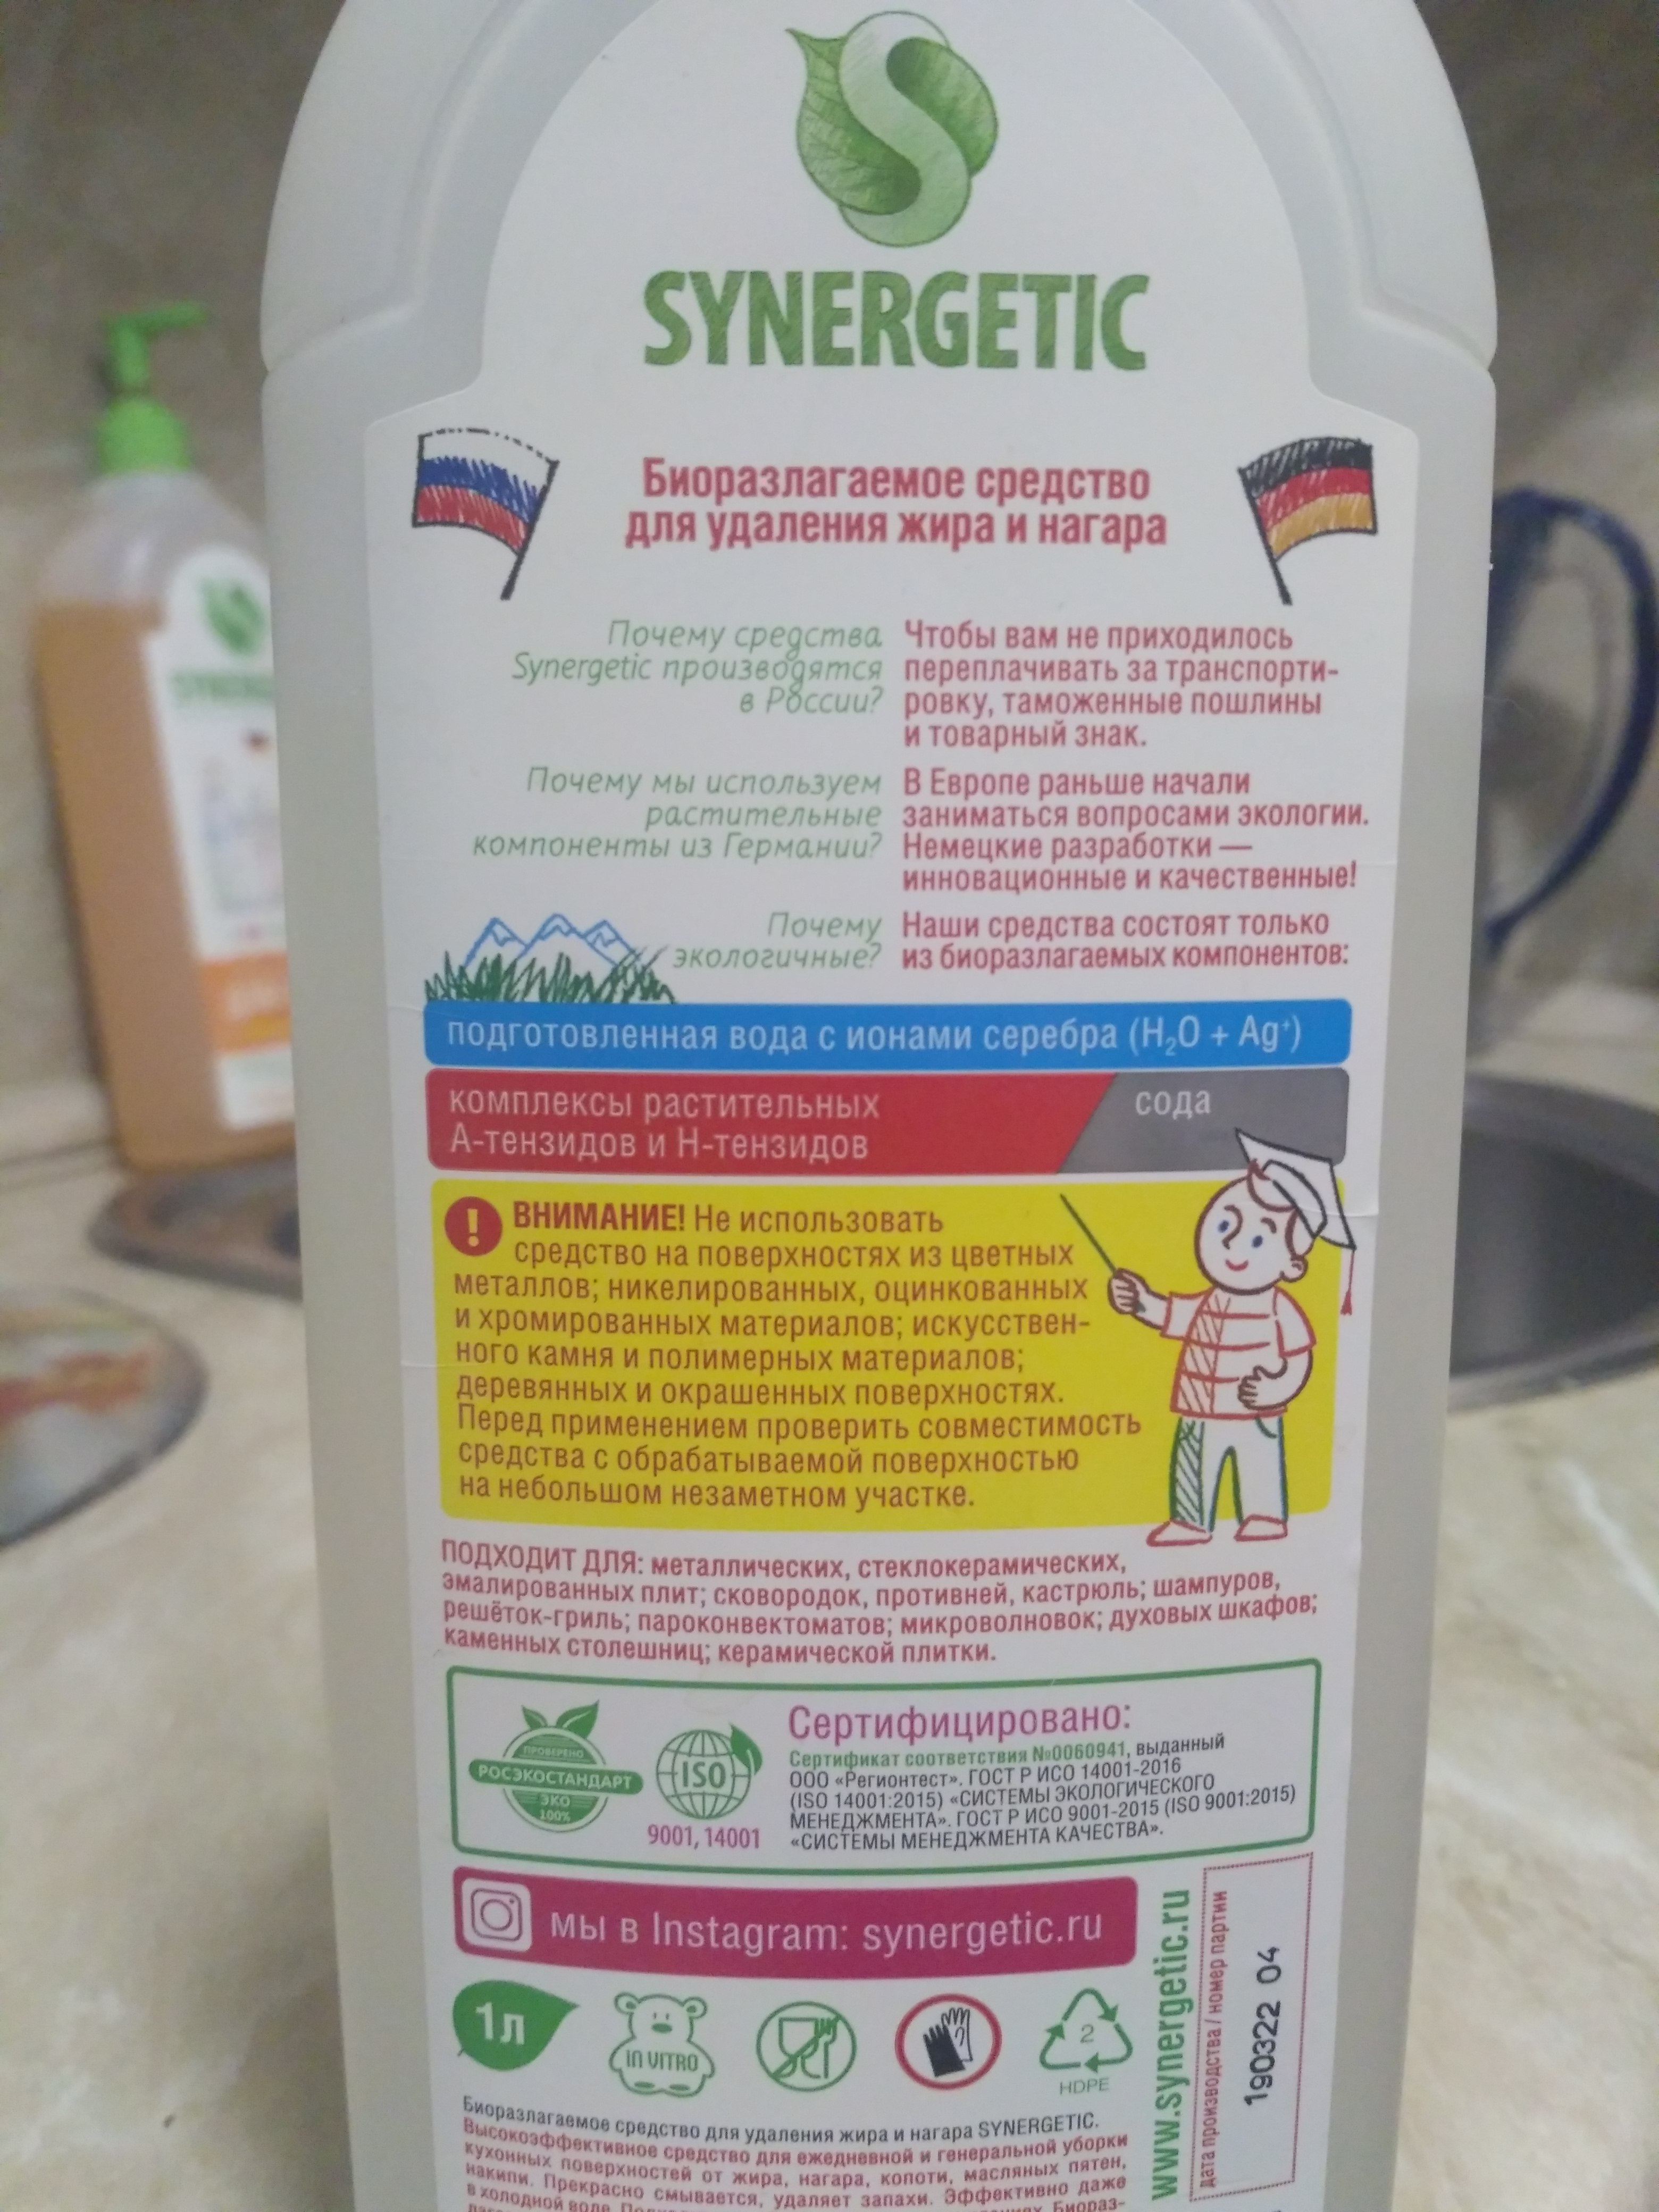 SYNERGETIC
Биоразлагаемое средство
для удаления жира и нагара
Почему средства
Synergetic производятся
в России?
Чтобы вам не приходилось
переплачивать за транспорти-
ровку, таможенные пошлины
и товарный знак.
Почему мы используем
растительные
компоненты из Германии?
В Европе раньше начали
заниматься вопросами экологии.
Немецкие разработки —
инновационные и качественные!
Почему
экологичные?
Наши средства состоят только
из биоразлагаемых компонентов:
подготовленная вода с ионами серебра (H₂O + Ag⁺)
комплексы растительных
А-тензидов и Н-тензидов
сода
! ВНИМАНИЕ! Не использовать
средство на поверхностях из цветных
металлов; никелированных, оцинкованных
и хромированных материалов; искусствен-
ного камня и полимерных материалов;
деревянных и окрашенных поверхностях.
Перед применением проверить совместимость
средства с обрабатываемой поверхностью
на небольшом незаметном участке.
ПОДХОДИТ ДЛЯ: металлических, стеклокерамических,
эмалированных плит; сковородок, противней, кастрюль; шампуров,
решёток-гриль; пароконвектоматов; микроволновок; духовых шкафов;
каменных столешниц; керамической плитки.
ПРОВЕРЕНО
РОСЭКОСТАНДАРТ
ЭКО
100%
ISO
9001, 14001
Сертифицировано:
Сертификат соответствия №0060941, выданный
ООО «Регионтест». ГОСТ Р ИСО 14001-2016
(ISO 14001:2015) «СИСТЕМЫ ЭКОЛОГИЧЕСКОГО
МЕНЕДЖМЕНТА». ГОСТ Р ИСО 9001-2015 (ISO 9001:2015)
«СИСТЕМЫ МЕНЕДЖМЕНТА КАЧЕСТВА».
мы в Instagram: synergetic.ru
1л
IN VITRO
2
HDPE
www.synergetic.ru
дата производства / номер партии
190322 04
Биоразлагаемое средство для удаления жира и нагара SYNERGETIC.
Высокоэффективное средство для ежедневной и генеральной уборки
кухонных поверхностей от жира, нагара, копоти, масляных пятен,
накипи. Прекрасно смывается, удаляет запахи. Эффективно даже
в холодной воде. Биораз-